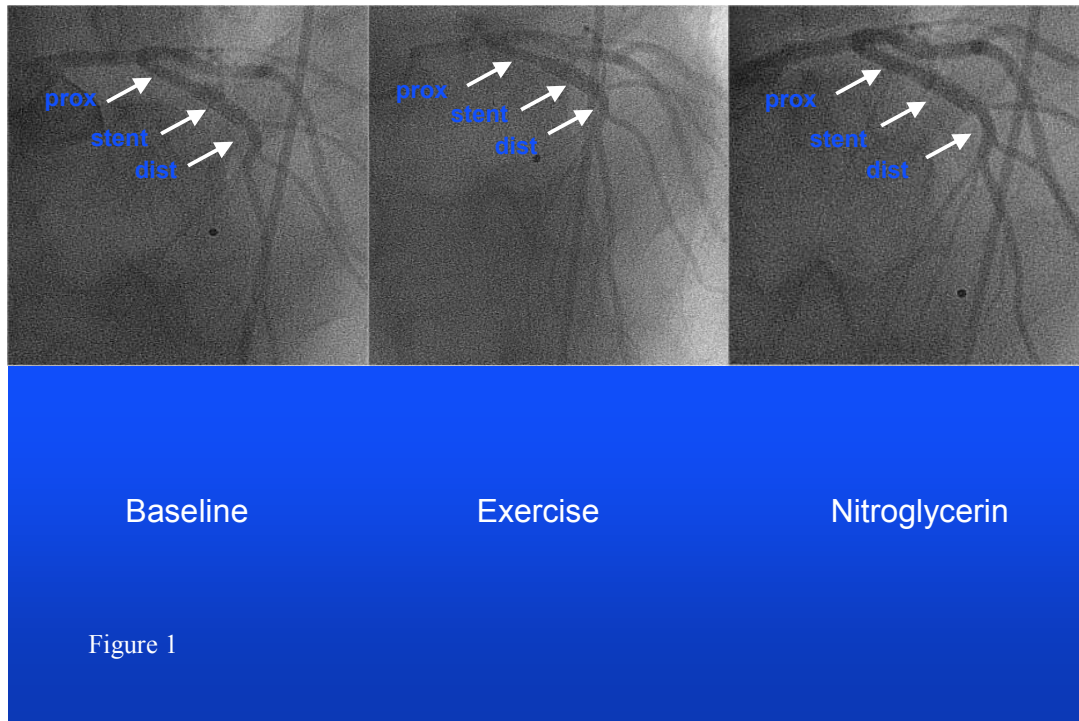 prox
stent
dist
prox
stent
dist
prox
stent
dist
Baseline
Exercise
Nitroglycerin
Figure 1